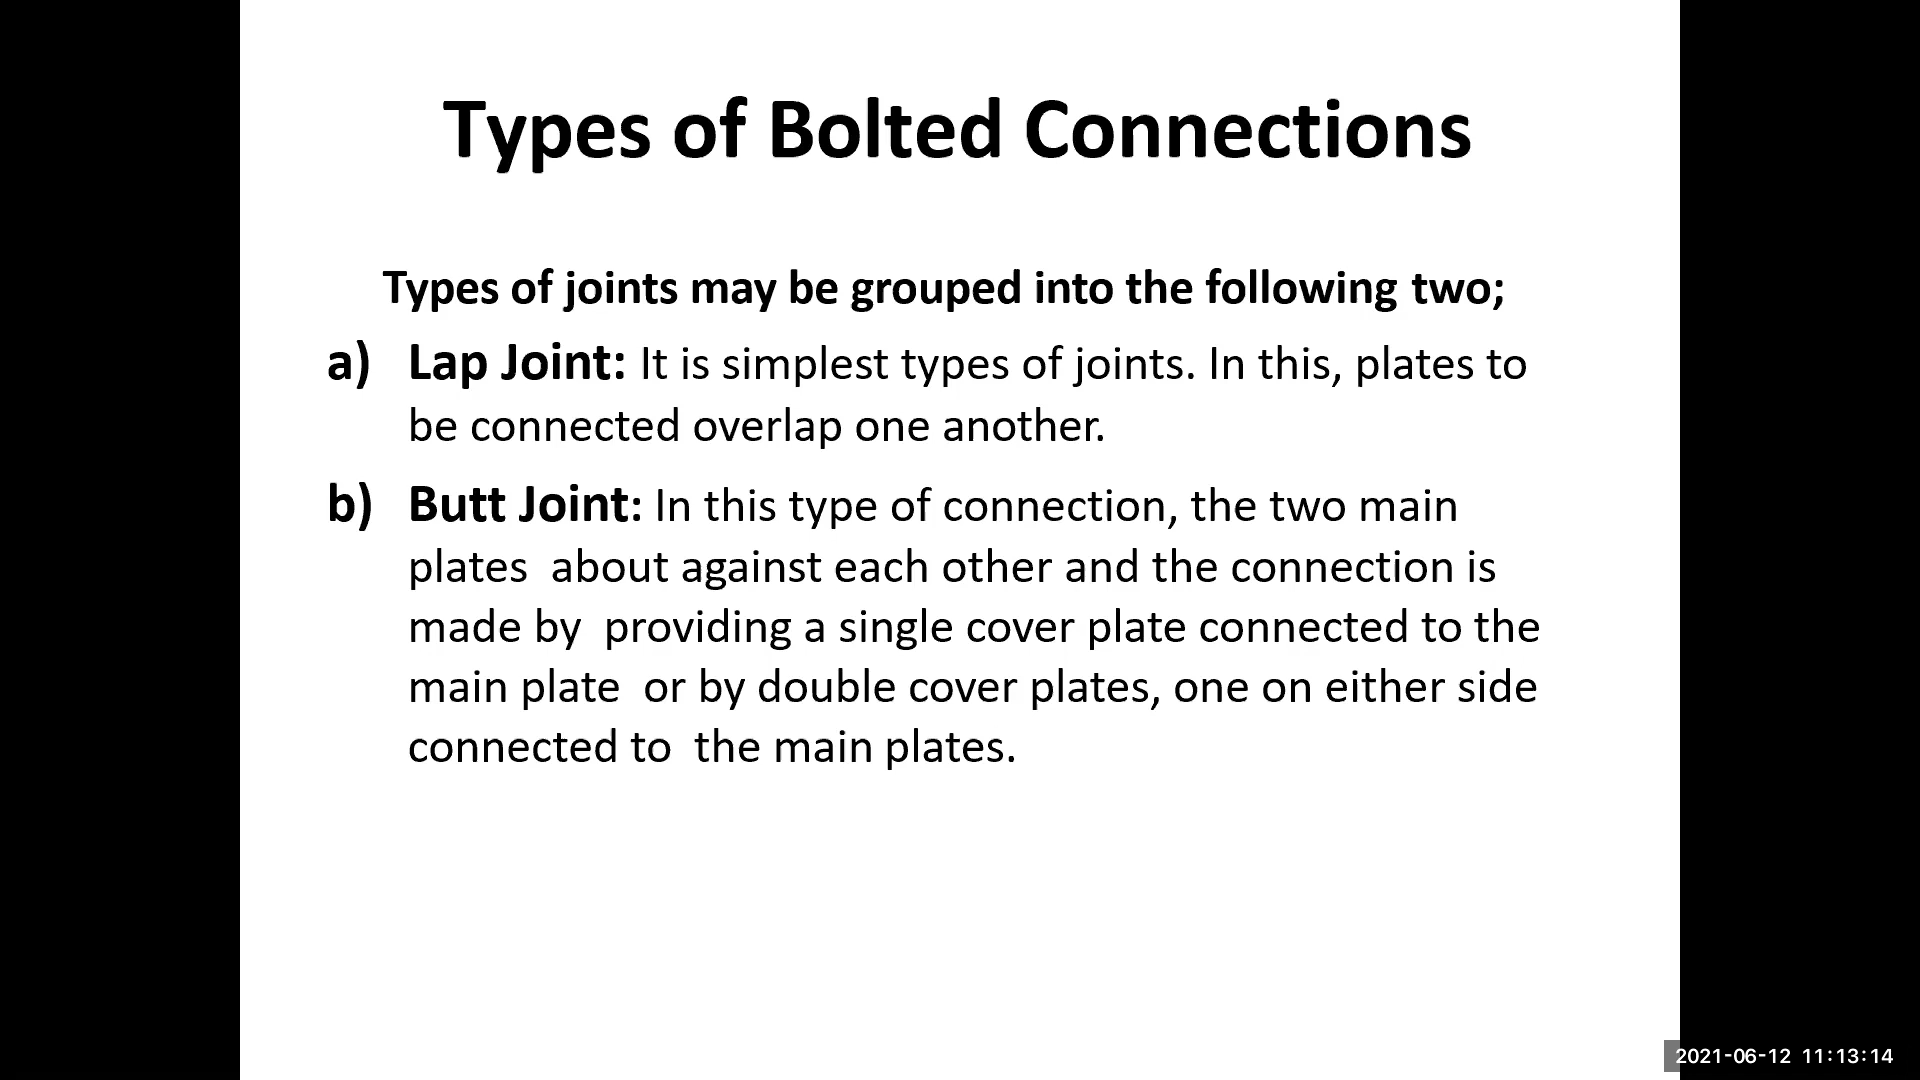 Types of Bolted Connections
Types of joints may be grouped into the following two;
a) Lap Joint: It is simplest types of joints. In this, plates to
be connected overlap one another.
b) Butt Joint: In this type of connection, the two main
plates about against each other and the connection is
made by providing a single cover plate connected to the
main plate or by double cover plates, one on either side
connected to the main plates.
2021-06-12 11:13:14